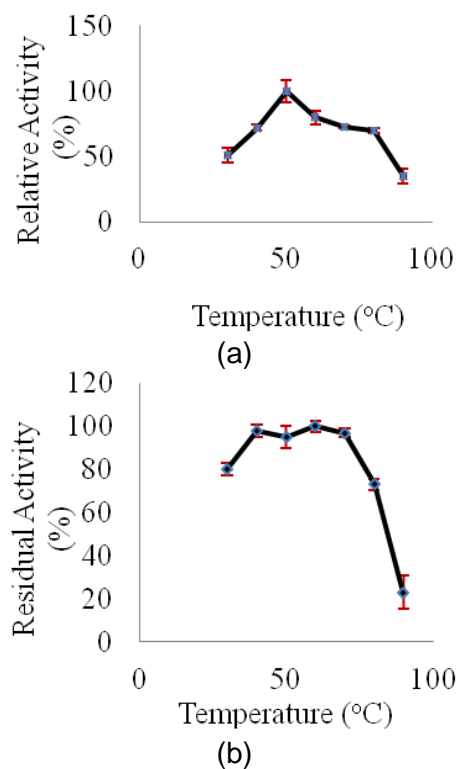 Relative Activity
(%)
150
100
50
0
0 50 100
Temperature (°C)
(a)
Residual Activity
(%)
120
100
80
60
40
20
0
0 50 100
Temperature (°C)
(b)